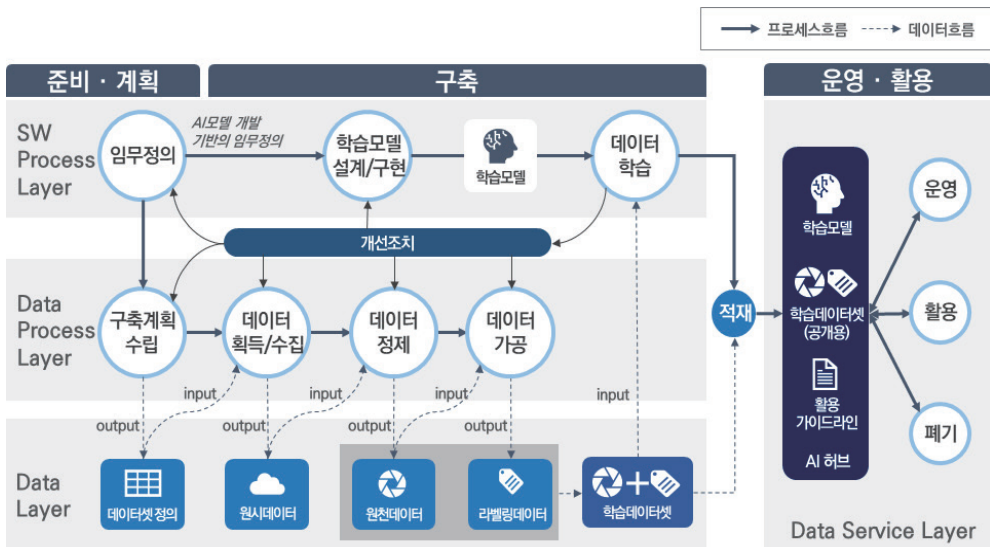 프로세스흐름
데이터흐름
준비 · 계획
구축
운영 · 활용
SW
Process
Layer
임무정의
AI모델 개발
기반의 임무정의
학습모델
설계/구현
학습모델
데이터
학습
개선조치
Data
Process
Layer
구축계획
수립
데이터
획득/수집
데이터
정제
데이터
가공
적재
input
input
input
input
output
output
output
output
Data
Layer
데이터셋 정의
원시데이터
원천데이터
라벨링데이터
학습데이터셋
학습모델
학습데이터셋
(공개용)
활용
가이드라인
AI 허브
운영
활용
폐기
Data Service Layer